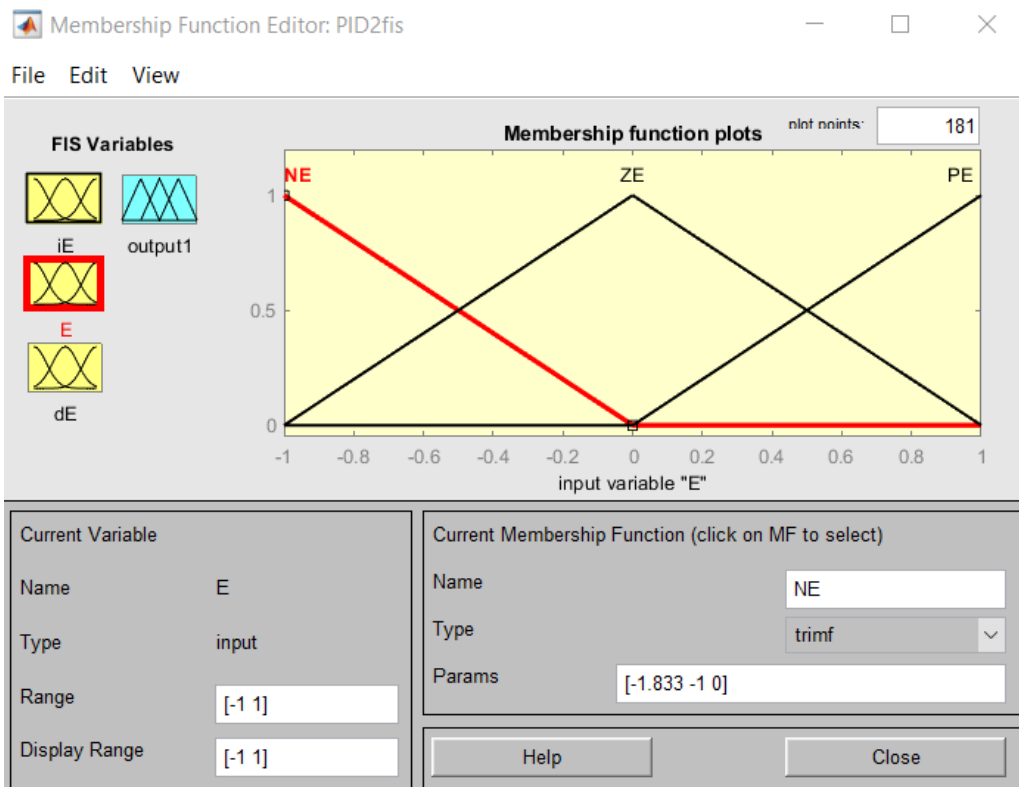 Membership Function Editor: PID2fis
File Edit View
FIS Variables
iE
output1
E
dE
Membership function plots
plot points:
181
NE
ZE
PE
1
0.5
0
-1 -0.8 -0.6 -0.4 -0.2 0 0.2 0.4 0.6 0.8 1
input variable "E"
Current Variable
Name E
Type input
Range [-1 1]
Display Range [-1 1]
Current Membership Function (click on MF to select)
Name NE
Type trimf
Params [-1.833 -1 0]
Help
Close